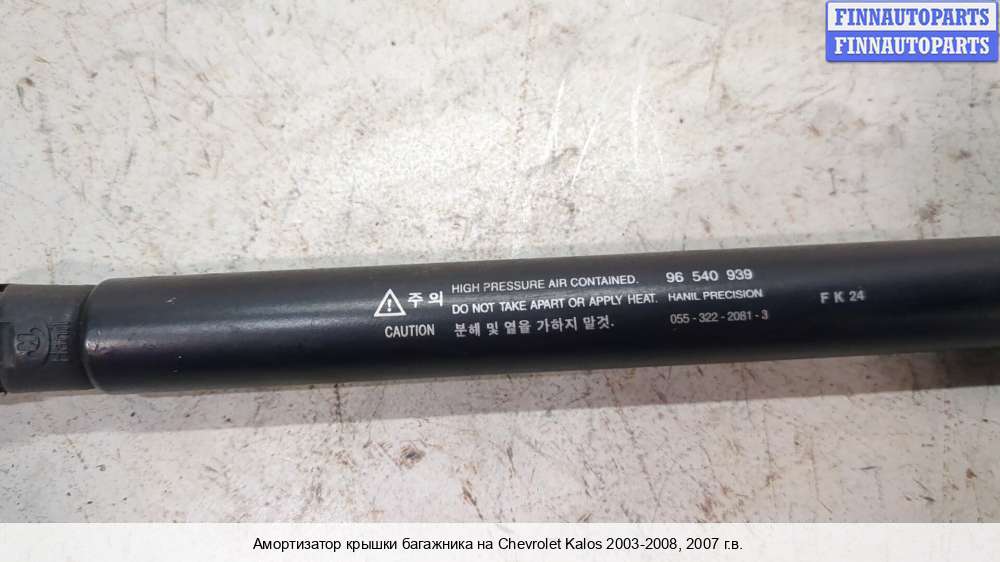 FINNAUTOPARTS
FINNAUTOPARTS
Hanil
주 의
CAUTION
HIGH PRESSURE AIR CONTAINED.
DO NOT TAKE APART OR APPLY HEAT.
분해 및 열을 가하지 말것.
96 540 939
HANIL PRECISION
055-322-2081-3
F K 24
Амортизатор крышки багажника на Chevrolet Kalos 2003-2008, 2007 г.в.